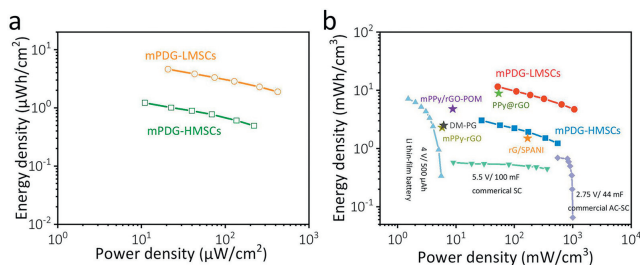 a
b
Energy density (μWh/cm²)
10²
10¹
10⁰
10⁻¹
10⁻²
mPDG-LMSCs
mPDG-HMSCs
10⁰
10¹
10²
10³
Power density (μW/cm²)
Energy density (mWh/cm³)
10³
10²
10¹
10⁰
10⁻¹
mPDG-LMSCs
mPPy/rGO-POM
PPy@rGO
DM-PG
mPPy-rGO
mPDG-HMSCs
rG/SPANI
Li thin-film battery
4 V/ 500 μAh
5.5 V/ 100 mF
commerical SC
2.75 V/ 44 mF
commercial AC-SC
10⁰
10¹
10²
10³
10⁴
Power density (mW/cm³)